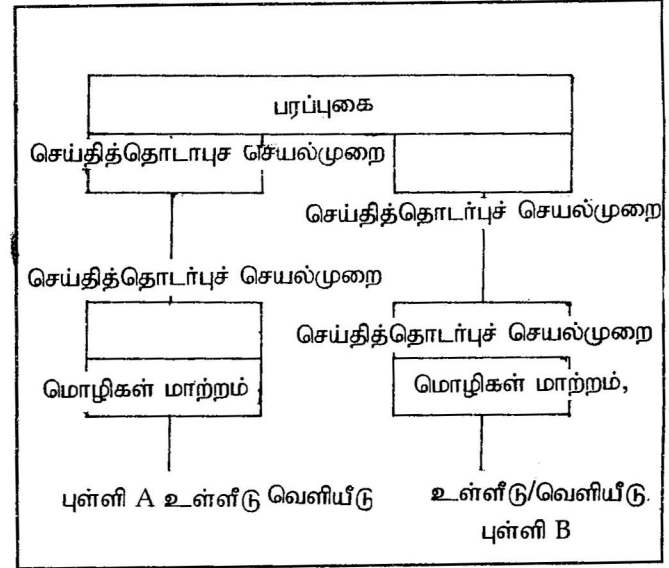 பரப்புகை
செய்தித்தொடாபுச செயல்முறை
செய்தித்தொடர்புச் செயல்முறை
செய்தித்தொடர்புச் செயல்முறை
செய்தித்தொடர்புச் செயல்முறை
மொழிகள் மாற்றம்
மொழிகள் மாற்றம்,
புள்ளி A உள்ளீடு வெளியீடு
உள்ளீடு/வெளியீடு.
புள்ளி B